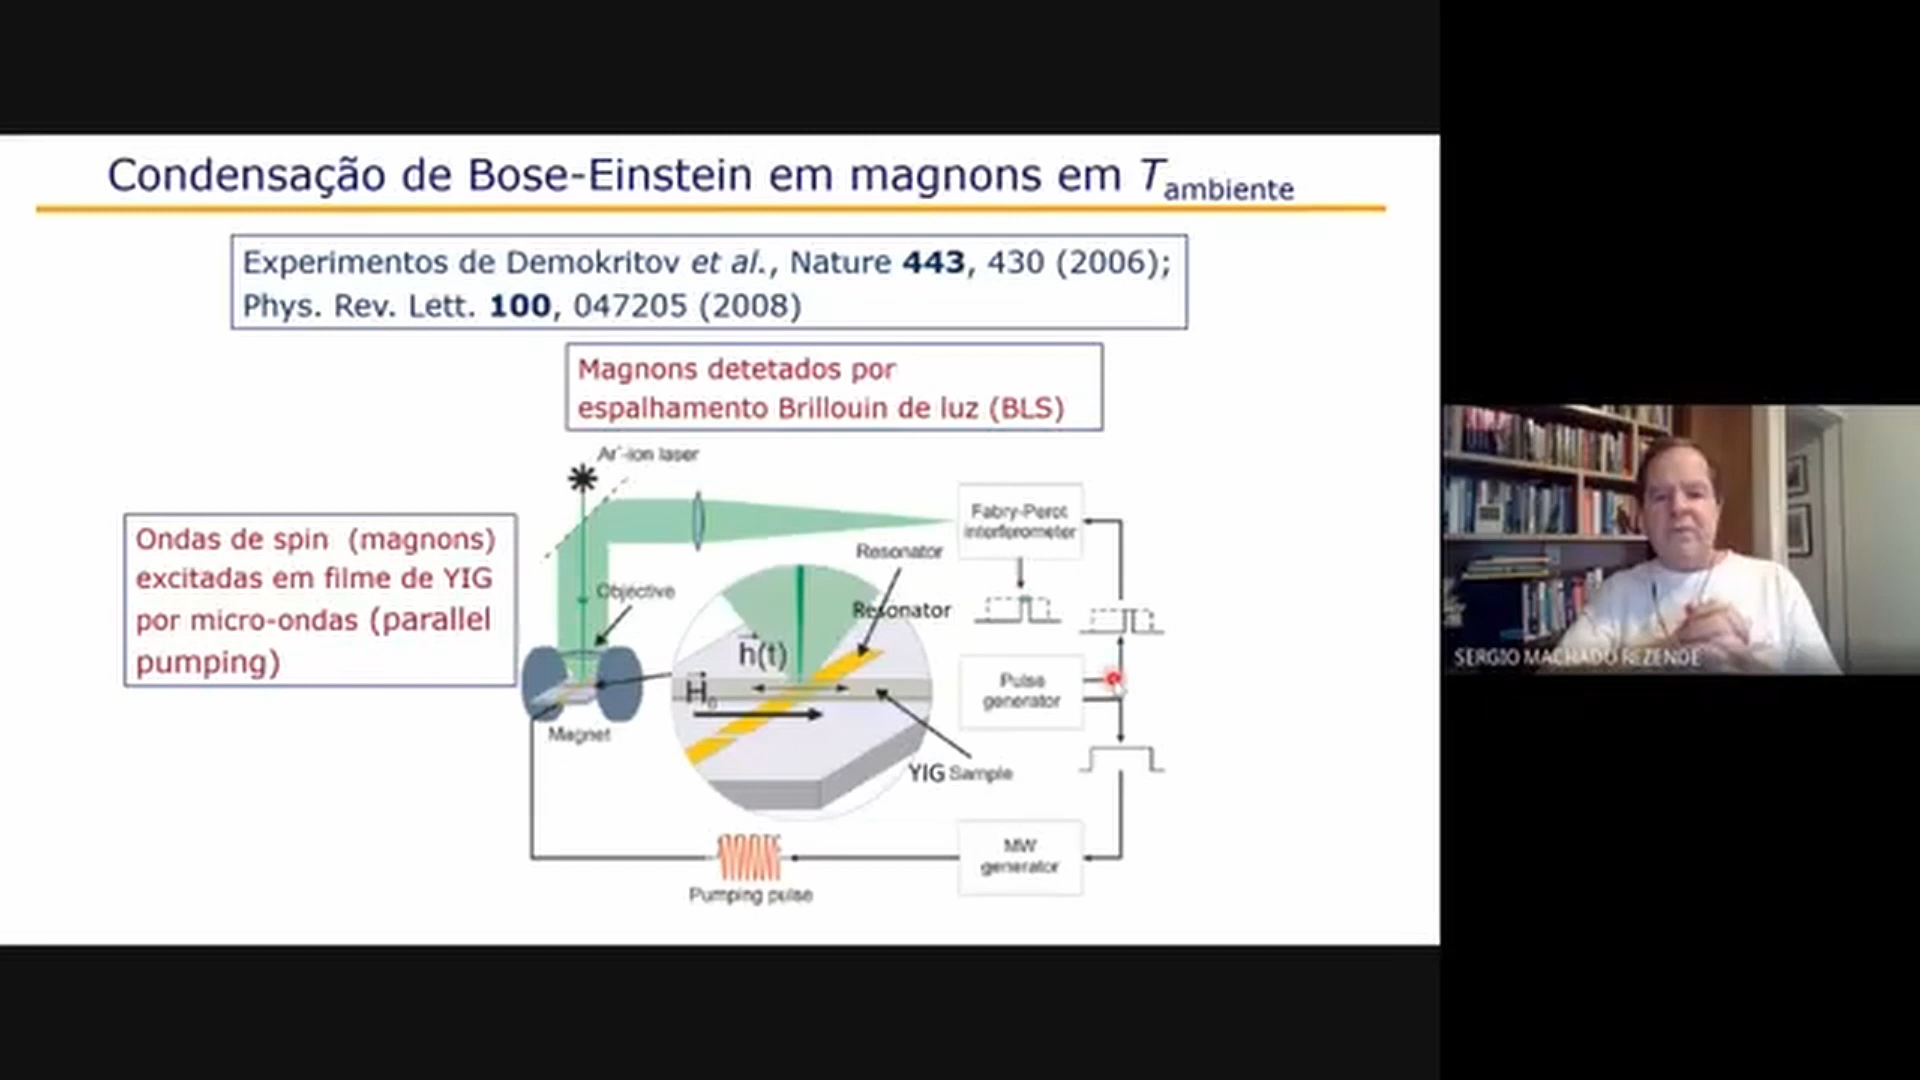 Condensação de Bose-Einstein em magnons em Tambiente
Experimentos de Demokritov et al., Nature 443, 430 (2006);
Phys. Rev. Lett. 100, 047205 (2008)
Magnons detetados por
espalhamento Brillouin de luz (BLS)
Ar+-ion laser
Ondas de spin (magnons)
excitadas em filme de YIG
por micro-ondas (parallel
pumping)
Fabry-Perot
interferometer
Resonator
Objective
Resonator
h(t)
H0
Pulse
generator
Magnet
YIG Sample
MW
generator
Pumping pulse
SERGIO MACHADO REZENDE